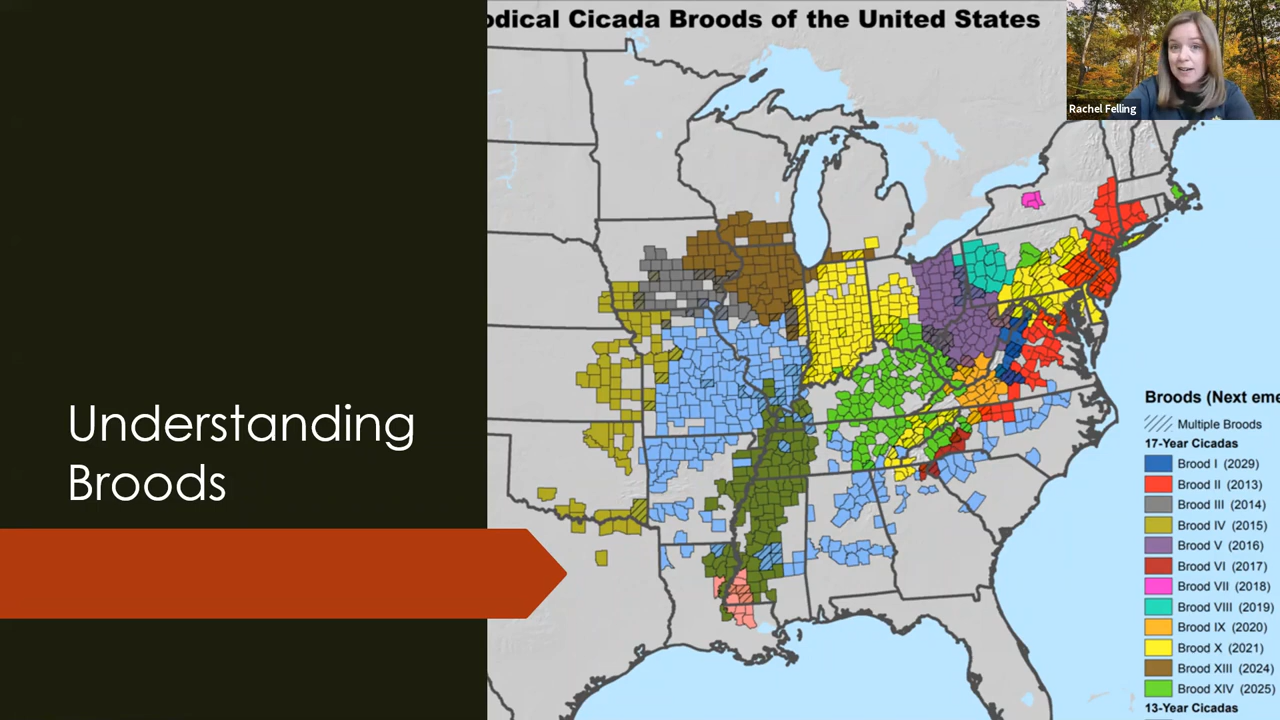 odical Cicada Broods of the United States
Rachel Felling
Understanding
Broods
Broods (Next eme
Multiple Broods
17-Year Cicadas
Brood I (2029)
Brood II (2013)
Brood III (2014)
Brood IV (2015)
Brood V (2016)
Brood VI (2017)
Brood VII (2018)
Brood VIII (2019)
Brood IX (2020)
Brood X (2021)
Brood XIII (2024)
Brood XIV (2025)
13-Year Cicadas